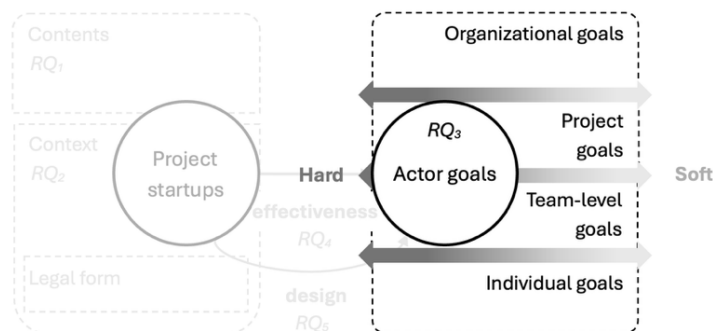 Contents
RQ₁
Context
RQ₂
Legal form
Project
startups
effectiveness
RQ₄
design
RQ₅
Hard
RQ₃
Actor goals
Organizational goals
Project
goals
Team-level
goals
Individual goals
Soft